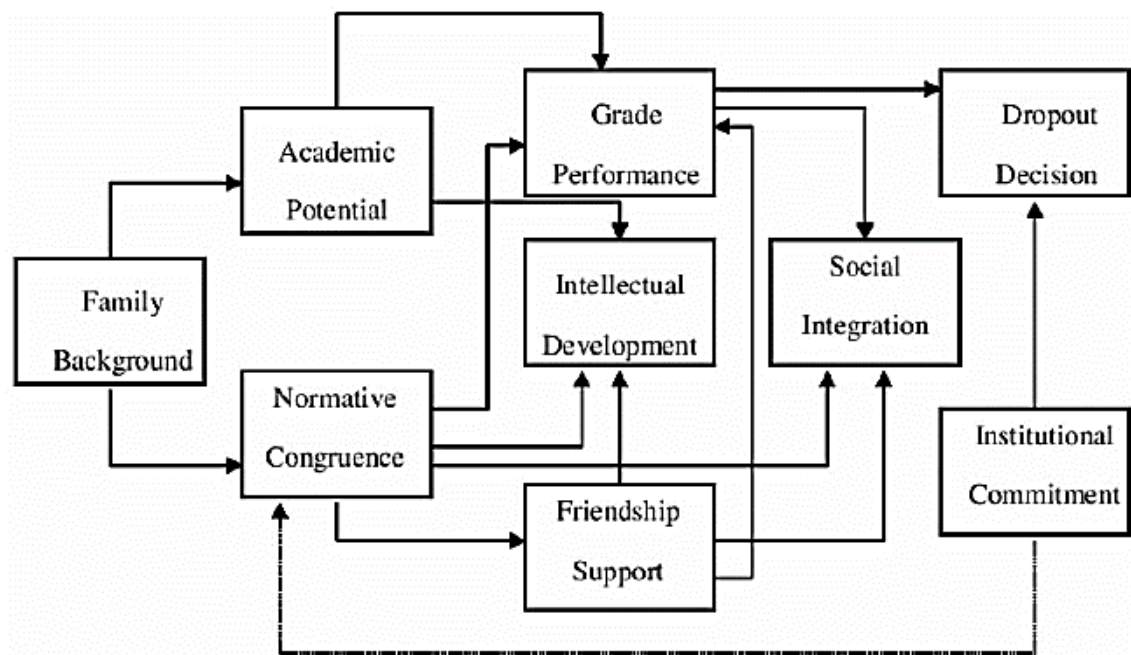 Grade
Performance
Dropout
Decision
Academic
Potential
Family
Background
Intellectual
Development
Social
Integration
Normative
Congruence
Institutional
Commitment
Friendship
Support